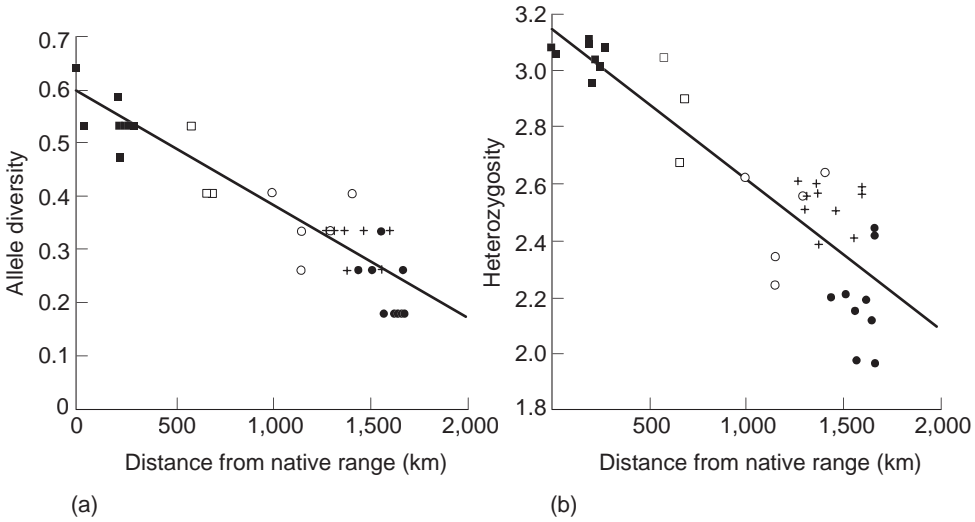 0.7
0.6
0.5
0.4
0.3
0.2
0.1
0
Allele diversity
0 500 1,000 1,500 2,000
Distance from native range (km)
(a)
3.2
3.0
2.8
2.6
2.4
2.2
2.0
1.8
Heterozygosity
500 1,000 1,500 2,000
Distance from native range (km)
(b)